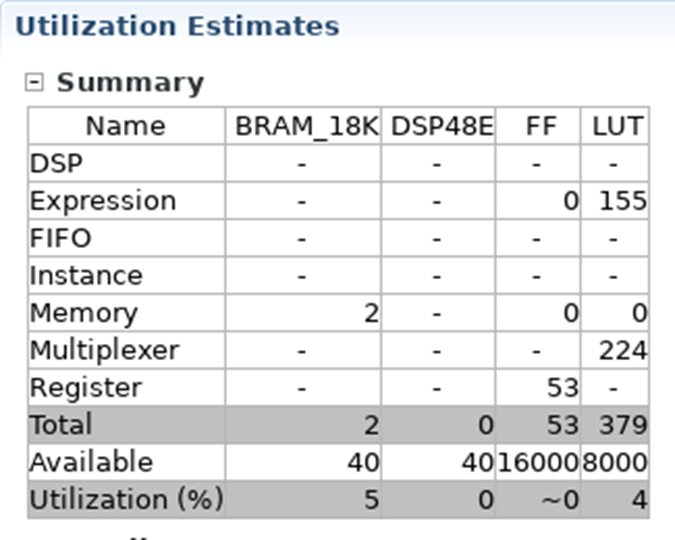 Utilization Estimates
Summary
Name BRAM_18K DSP48E FF LUT
DSP - - - -
Expression - - 0 155
FIFO - - - -
Instance - - - -
Memory 2 - 0 0
Multiplexer - - - 224
Register - - 53 -
Total 2 0 53 379
Available 40 40 16000 8000
Utilization (%) 5 0 ~0 4